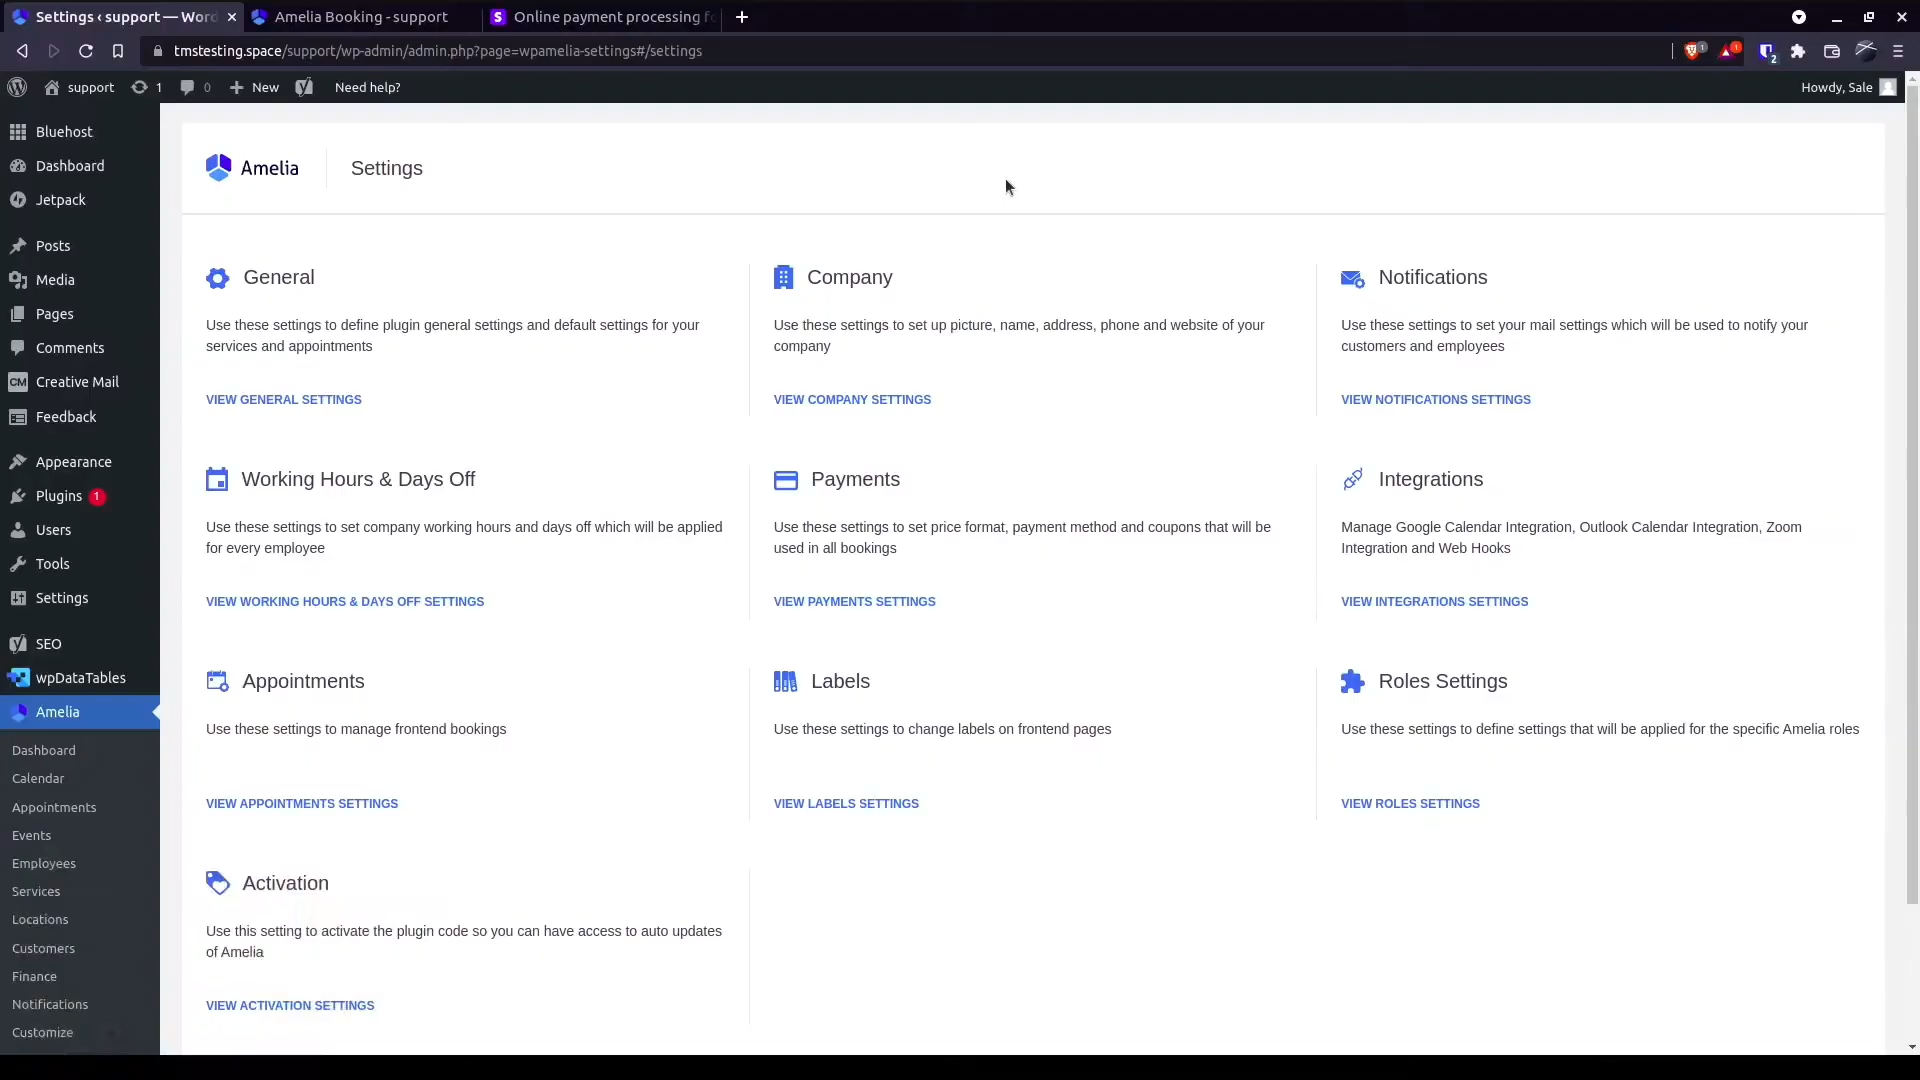 Settings ‹ support — Word
Amelia Booking - support
Online payment processing f
tmstesting.space/support/wp-admin/admin.php?page=wpamelia-settings#/settings
1
1
2
support
1
0
New
Need help?
Howdy, Sale
Bluehost
Dashboard
Jetpack
Posts
Media
Pages
Comments
CM Creative Mail
Feedback
Appearance
Plugins 1
Users
Tools
Settings
SEO
wpDataTables
Amelia
Dashboard
Calendar
Appointments
Events
Employees
Services
Locations
Customers
Finance
Notifications
Customize
Amelia
Settings
General
Use these settings to define plugin general settings and default settings for your
services and appointments
VIEW GENERAL SETTINGS
Company
Use these settings to set up picture, name, address, phone and website of your
company
VIEW COMPANY SETTINGS
Notifications
Use these settings to set your mail settings which will be used to notify your
customers and employees
VIEW NOTIFICATIONS SETTINGS
Working Hours & Days Off
Use these settings to set company working hours and days off which will be applied
for every employee
VIEW WORKING HOURS & DAYS OFF SETTINGS
Payments
Use these settings to set price format, payment method and coupons that will be
used in all bookings
VIEW PAYMENTS SETTINGS
Integrations
Manage Google Calendar Integration, Outlook Calendar Integration, Zoom
Integration and Web Hooks
VIEW INTEGRATIONS SETTINGS
Appointments
Use these settings to manage frontend bookings
VIEW APPOINTMENTS SETTINGS
Labels
Use these settings to change labels on frontend pages
VIEW LABELS SETTINGS
Roles Settings
Use these settings to define settings that will be applied for the specific Amelia roles
VIEW ROLES SETTINGS
Activation
Use this setting to activate the plugin code so you can have access to auto updates
of Amelia
VIEW ACTIVATION SETTINGS